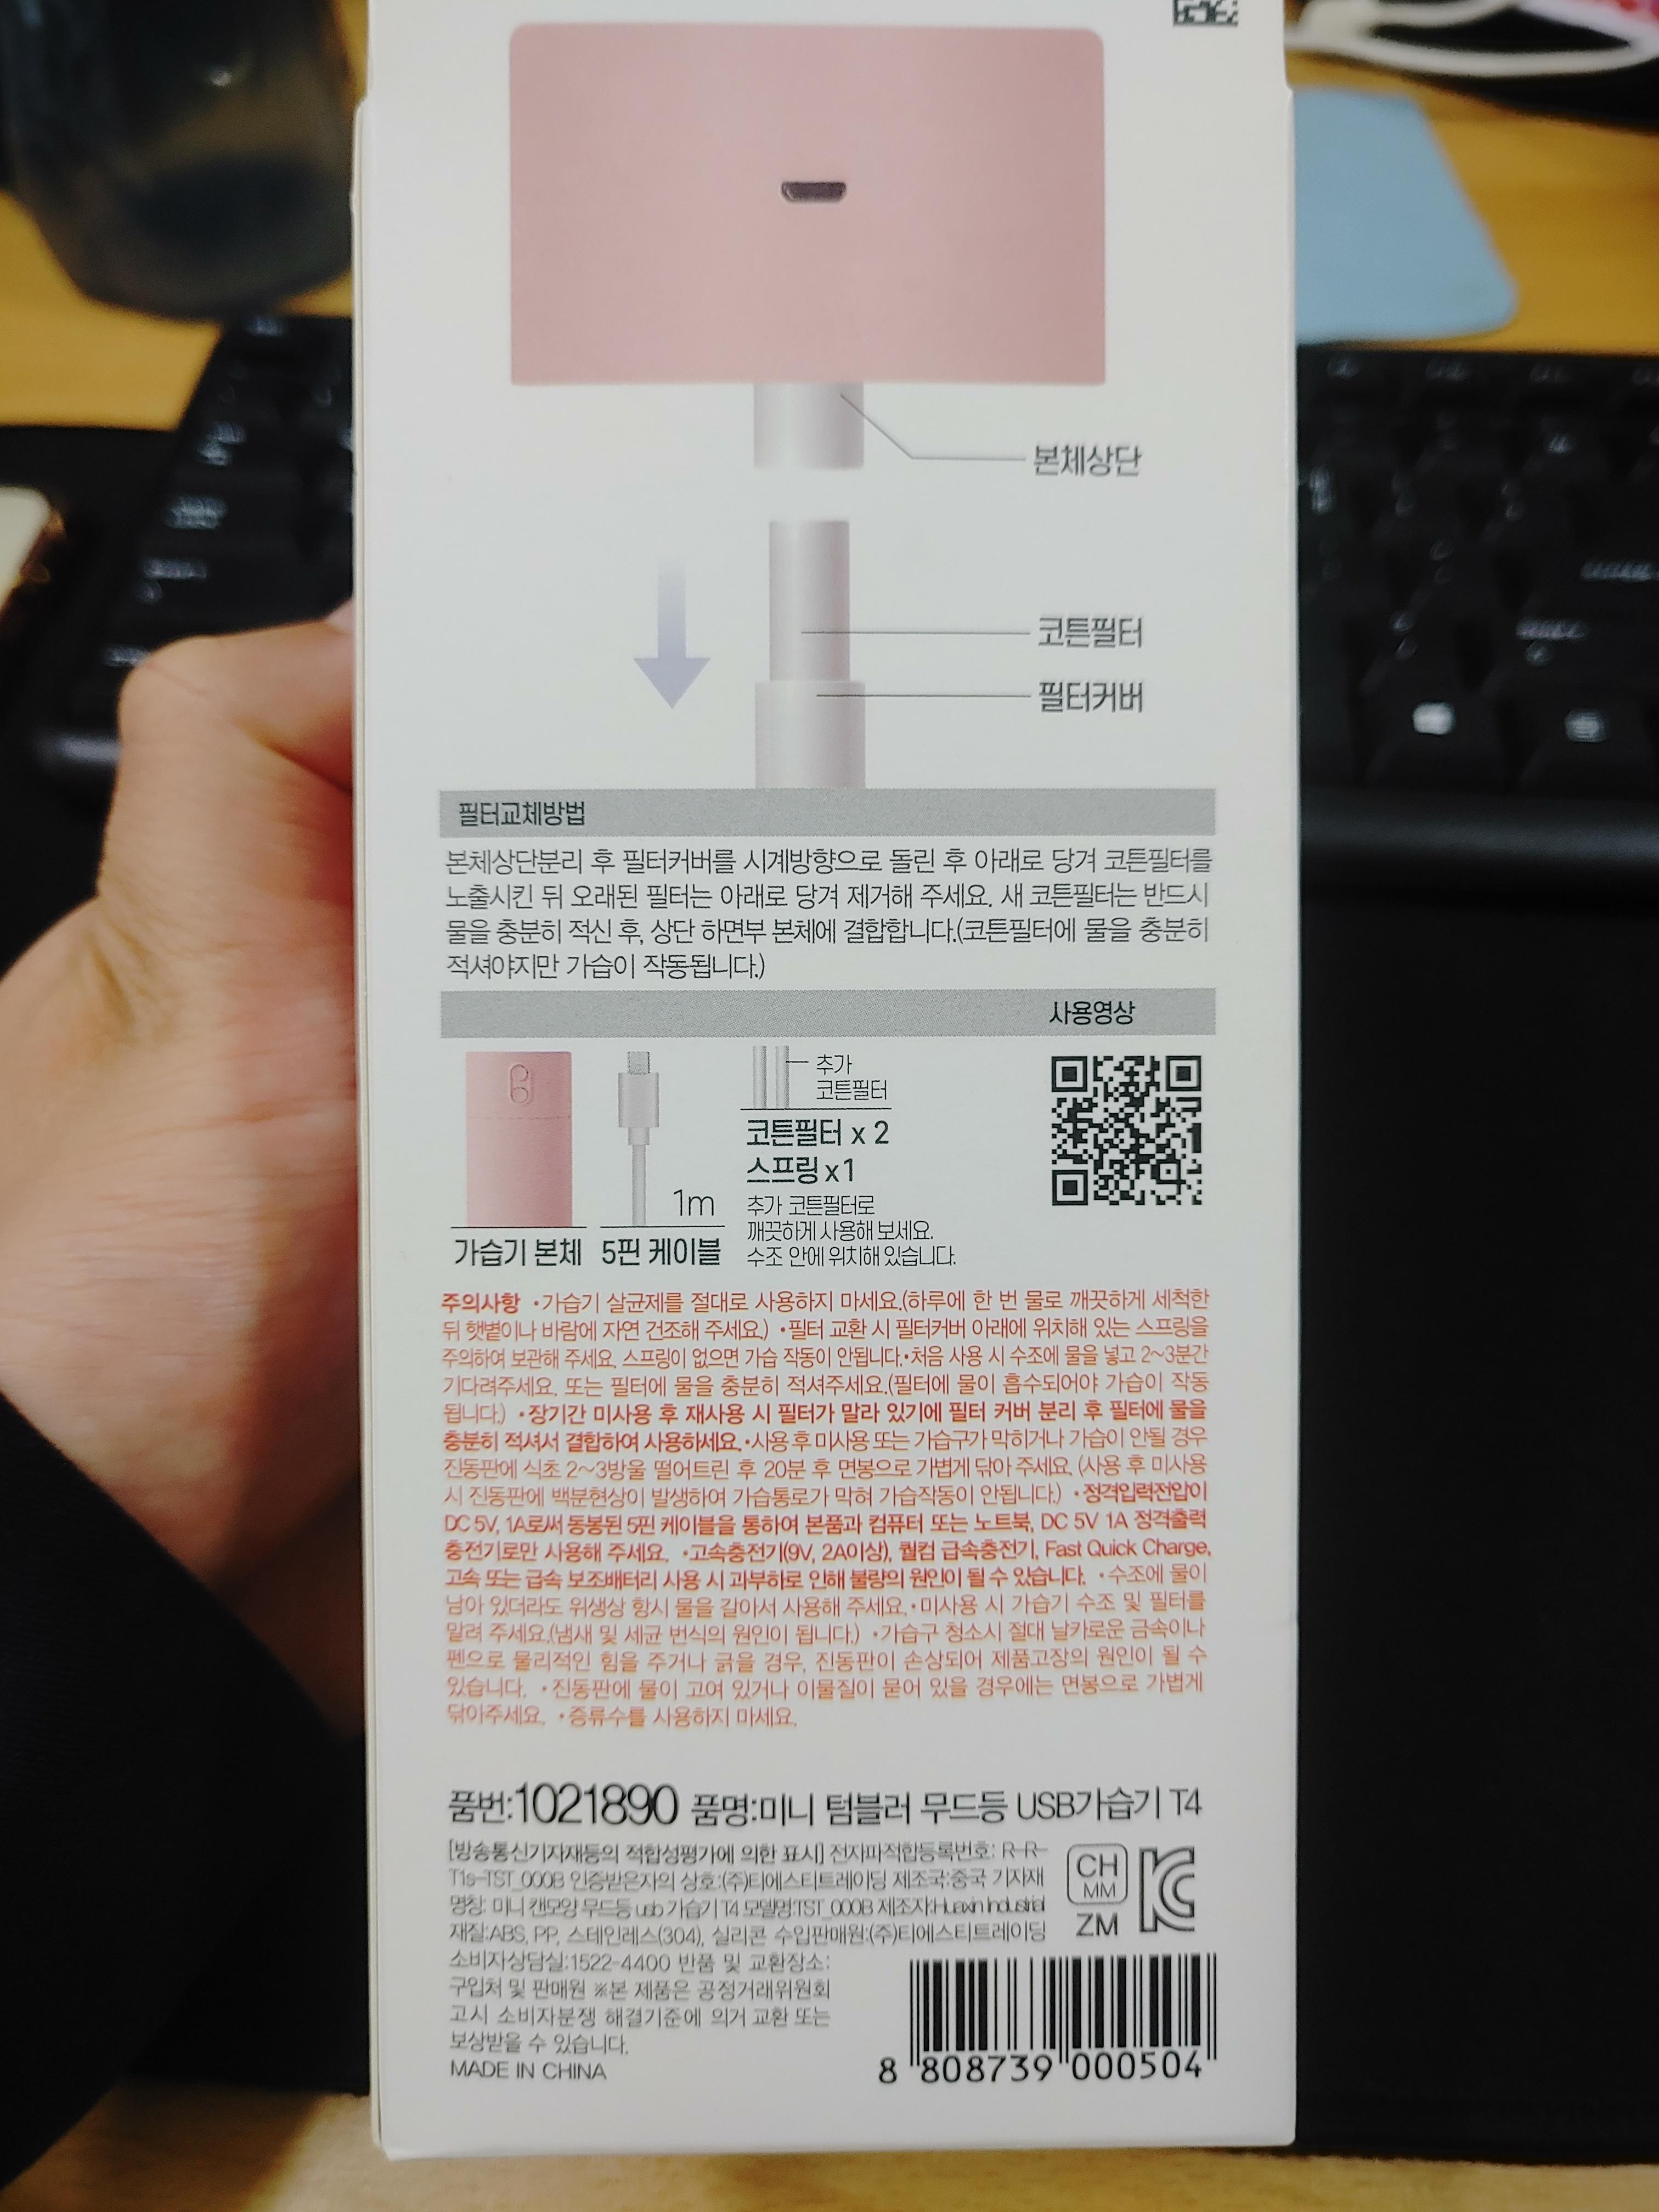 본체상단
코튼필터
필터커버
필터교체방법
본체상단분리 후 필터커버를 시계방향으로 돌린 후 아래로 당겨 코튼필터를
노출시킨 뒤 오래된 필터는 아래로 당겨 제거해 주세요. 새 코튼필터는 반드시
물을 충분히 적신 후, 상단 하면부 본체에 결합합니다.(코튼필터에 물을 충분히
적셔야지만 가습이 작동됩니다.)
사용영상
추가
코튼필터
코튼필터 x 2
스프링 x1
추가 코튼필터로
깨끗하게 사용해 보세요.
수조 안에 위치해 있습니다.
1m
가습기 본체 5핀 케이블
주의사항 •가습기 살균제를 절대로 사용하지 마세요.(하루에 한 번 물로 깨끗하게 세척한
뒤 햇볕이나 바람에 자연 건조해 주세요.) •필터 교환 시 필터커버 아래에 위치해 있는 스프링을
주의하여 보관해 주세요. 스프링이 없으면 가습 작동이 안됩니다.•처음 사용 시 수조에 물을 넣고 2~3분간
기다려주세요. 또는 필터에 물을 충분히 적셔주세요.(필터에 물이 흡수되어야 가습이 작동
됩니다.) •장기간 미사용 후 재사용 시 필터가 말라 있기에 필터 커버 분리 후 필터에 물을
충분히 적셔서 결합하여 사용하세요.•사용 후 미사용 또는 가습구가 막히거나 가습이 안될 경우
진동판에 식초 2~3방울 떨어트린 후 20분 후 면봉으로 가볍게 닦아 주세요. (사용 후 미사용
시 진동판에 백분현상이 발생하여 가습통로가 막혀 가습작동이 안됩니다.) •정격입력전압이
DC 5V, 1A로써 동봉된 5핀 케이블을 통하여 본품과 컴퓨터 또는 노트북, DC 5V 1A 정격출력
충전기로만 사용해 주세요. •고속충전기(9V, 2A이상), 퀄컴 급속충전기, Fast Quick Charge,
고속 또는 급속 보조배터리 사용 시 과부하로 인해 불량의 원인이 될 수 있습니다. •수조에 물이
남아 있더라도 위생상 항시 물을 갈아서 사용해 주세요.•미사용 시 가습기 수조 및 필터를
말려 주세요.(냄새 및 세균 번식의 원인이 됩니다.) •가습구 청소시 절대 날카로운 금속이나
펜으로 물리적인 힘을 주거나 긁을 경우, 진동판이 손상되어 제품고장의 원인이 될 수
있습니다. •진동판에 물이 고여 있거나 이물질이 묻어 있을 경우에는 면봉으로 가볍게
닦아주세요. •증류수를 사용하지 마세요.
품번:1021890 품명:미니 텀블러 무드등 USB가습기 T4
[방송통신기자재등의 적합성평가에 의한 표시] 전자파적합등록번호: R-R-
T1s-TST_000B 인증받은자의 상호:(주)티에스티트레이딩 제조국:중국 기자재
명칭: 미니 캔모양 무드등 usb 가습기 T4 모델명:TST_000B 제조자:Huaxin Industrial
재질:ABS, PP, 스테인레스(304), 실리콘 수입판매원:(주)티에스티트레이딩
소비자상담실:1522-4400 반품 및 교환장소:
구입처 및 판매원 ※본 제품은 공정거래위원회
고시 소비자분쟁 해결기준에 의거 교환 또는
보상받을 수 있습니다.
MADE IN CHINA
CH
MM
ZM
8 808739 000504